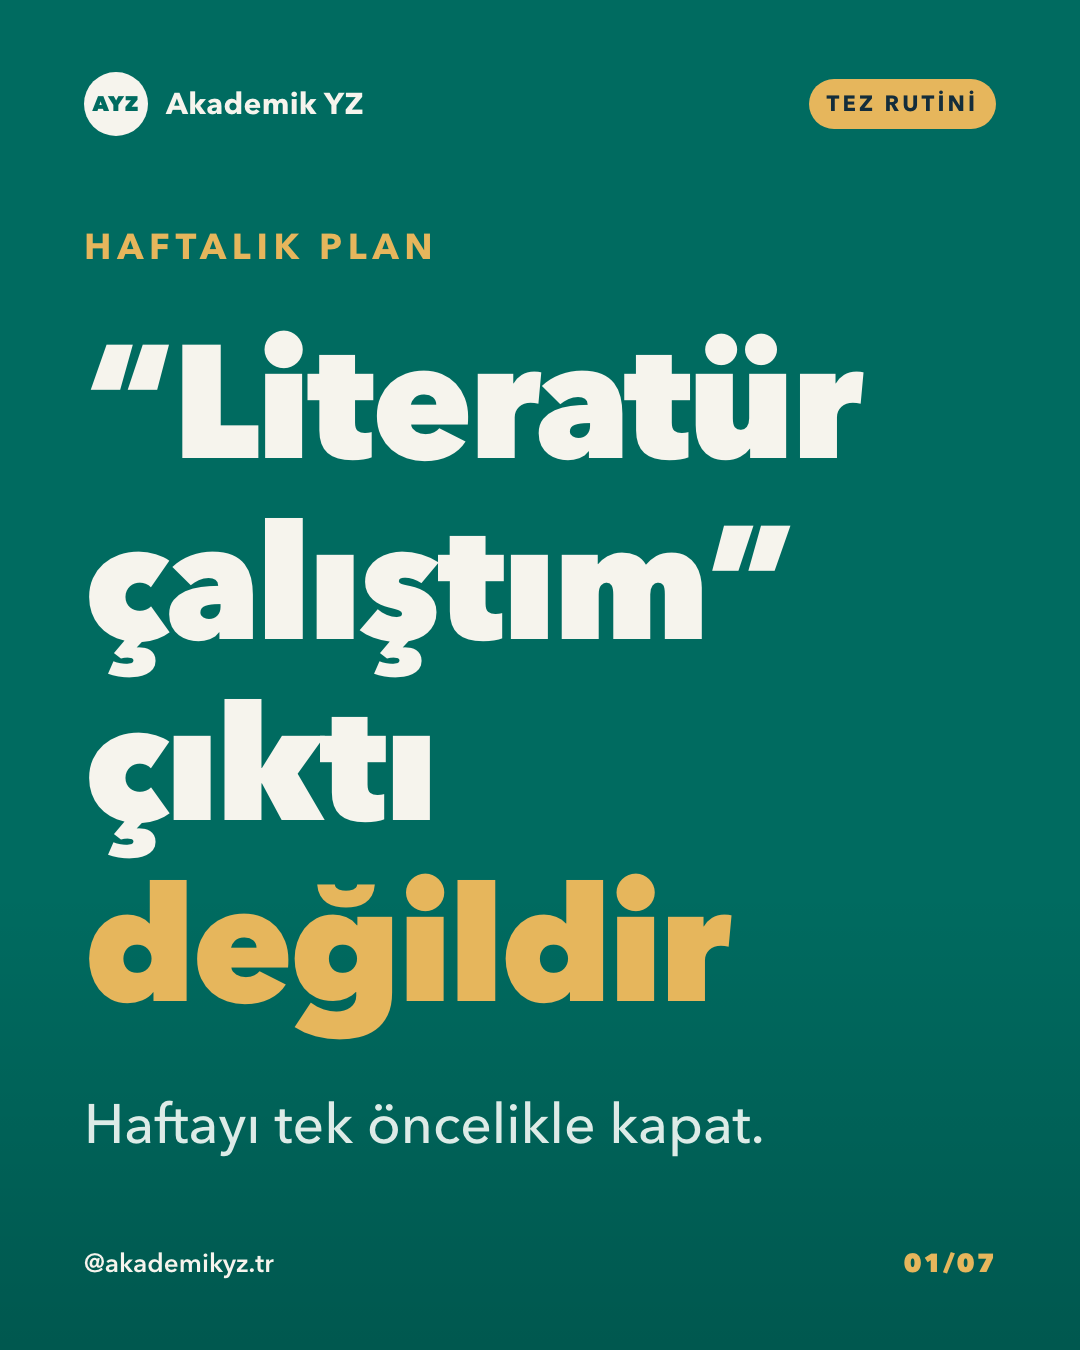 AYZ Akademik YZ
TEZ RUTİNİ
HAFTALIK PLAN
"Literatür
çalıştım"
çıktı
değildir
Haftayı tek öncelikle kapat.
@akademikyz.tr
01/07